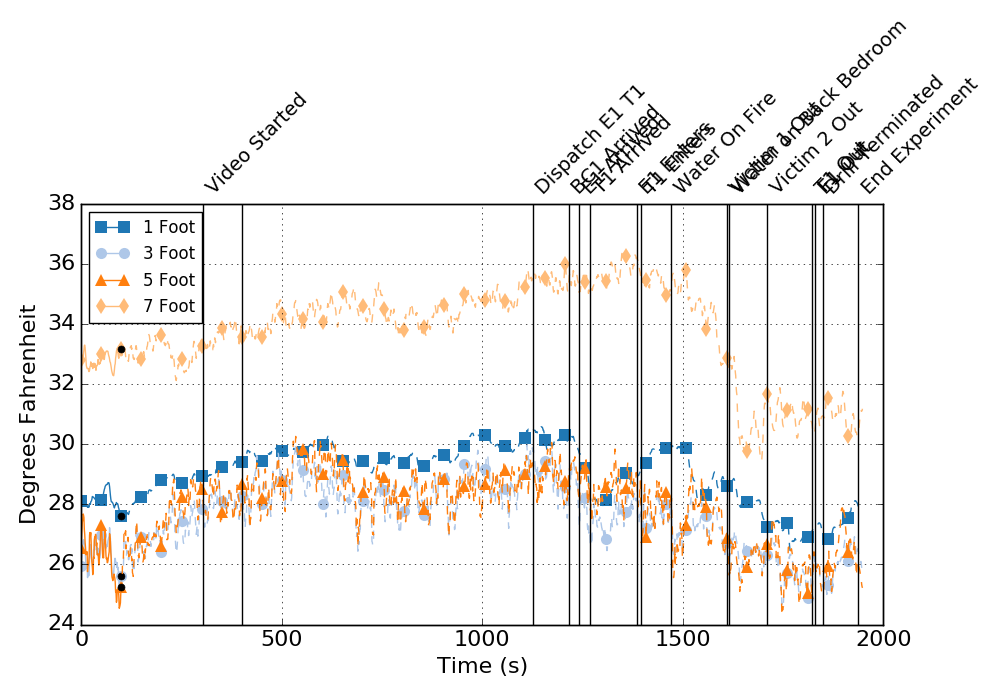 Video Started
Dispatch E1 T1
BC1 Arrived
E1 Arrived
T1 Arrived
E1 Enters
T1 Enters
Water On Fire
Victim 1 Out
Water on Back Bedroom
Victim 2 Out
T1 Out
E1 Out
Drill Terminated
End Experiment
38
36
34
32
30
28
26
24
Degrees Fahrenheit
1 Foot
3 Foot
5 Foot
7 Foot
0
500
1000
1500
2000
Time (s)